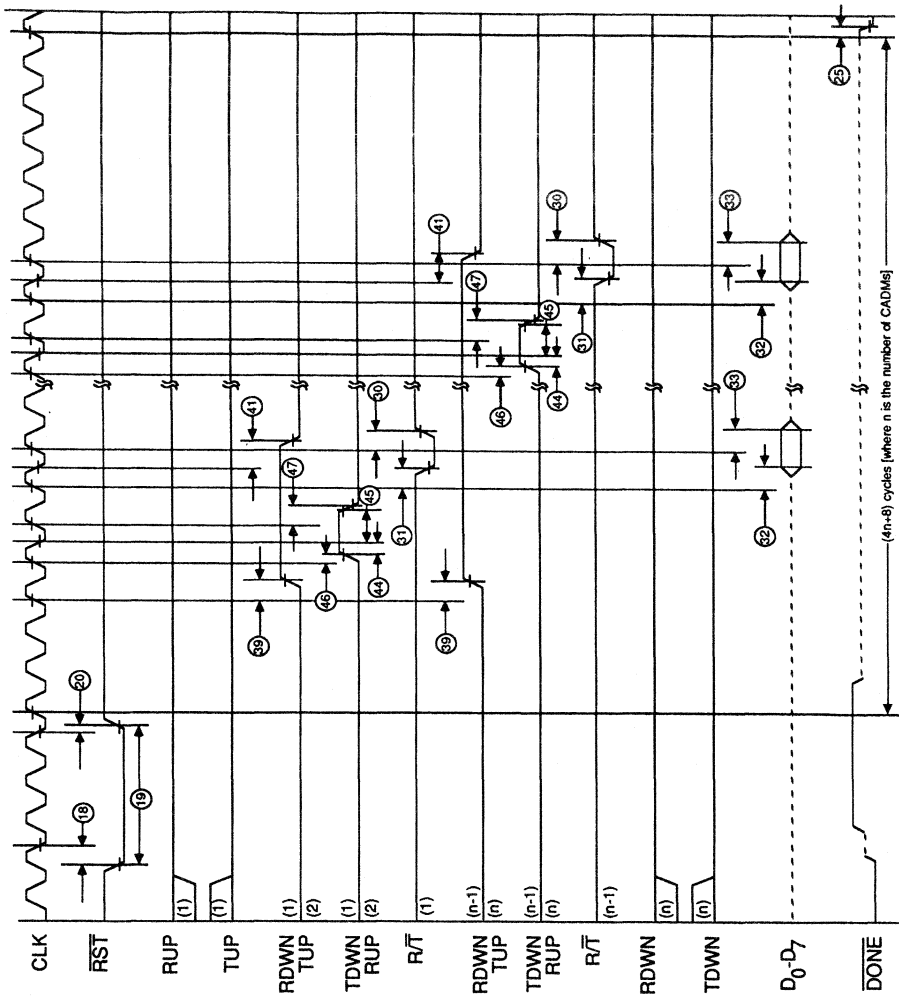 CLK
RST
RUP
(1)
TUP
(1)
RDWN (1)
TUP (2)
TDWN (1)
RUP (2)
R/T
(1)
RDWN (n-1)
TUP (n)
TDWN (n-1)
RUP (n)
R/T
(n-1)
RDWN
(n)
TDWN
(n)
D0-D7
DONE
18
19
20
39
46
44
47
45
41
31
30
39
32
33
46
44
47
45
41
31
30
32
33
25
(4n+8) cycles [where n is the number of CADMs]